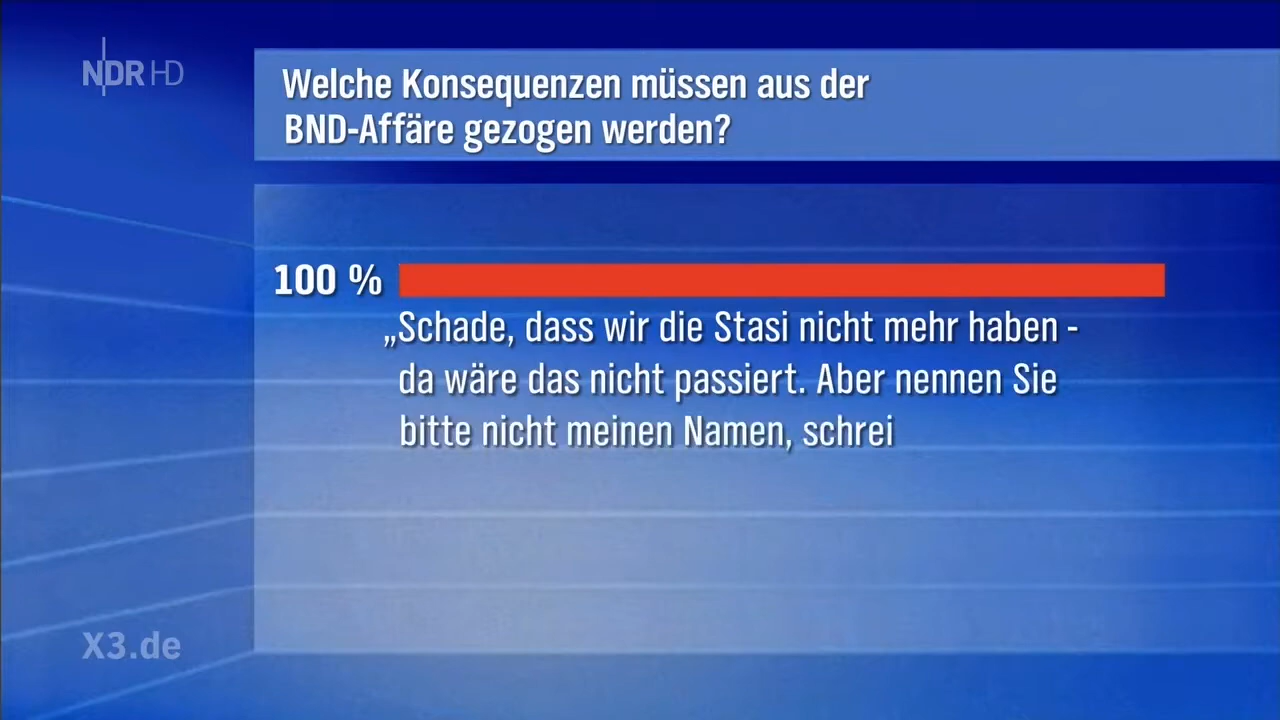 NDR HD
Welche Konsequenzen müssen aus der
BND-Affäre gezogen werden?
100 %
„Schade, dass wir die Stasi nicht mehr haben -
da wäre das nicht passiert. Aber nennen Sie
bitte nicht meinen Namen, schrei
X3.de